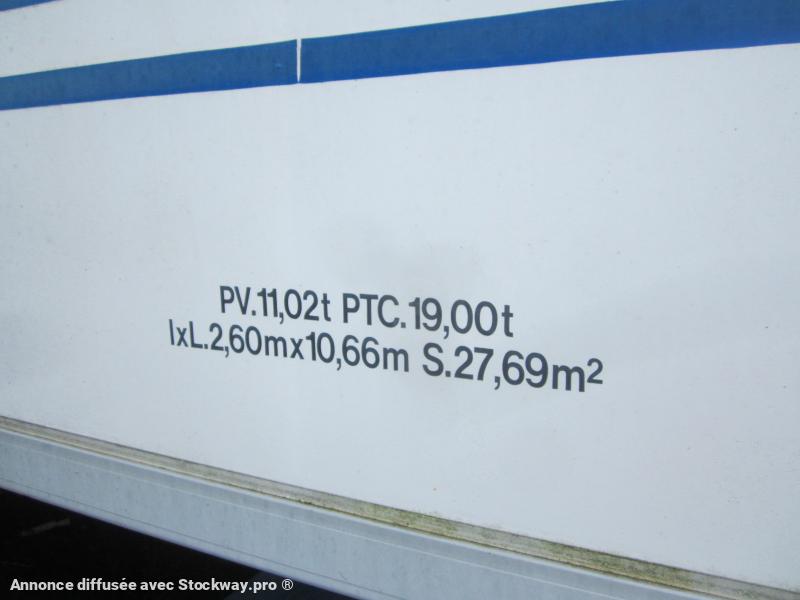 PV.11,02t PTC.19,00t
lxL.2,60mx10,66m S.27,69m²
Annonce diffusée avec Stockway.pro ®